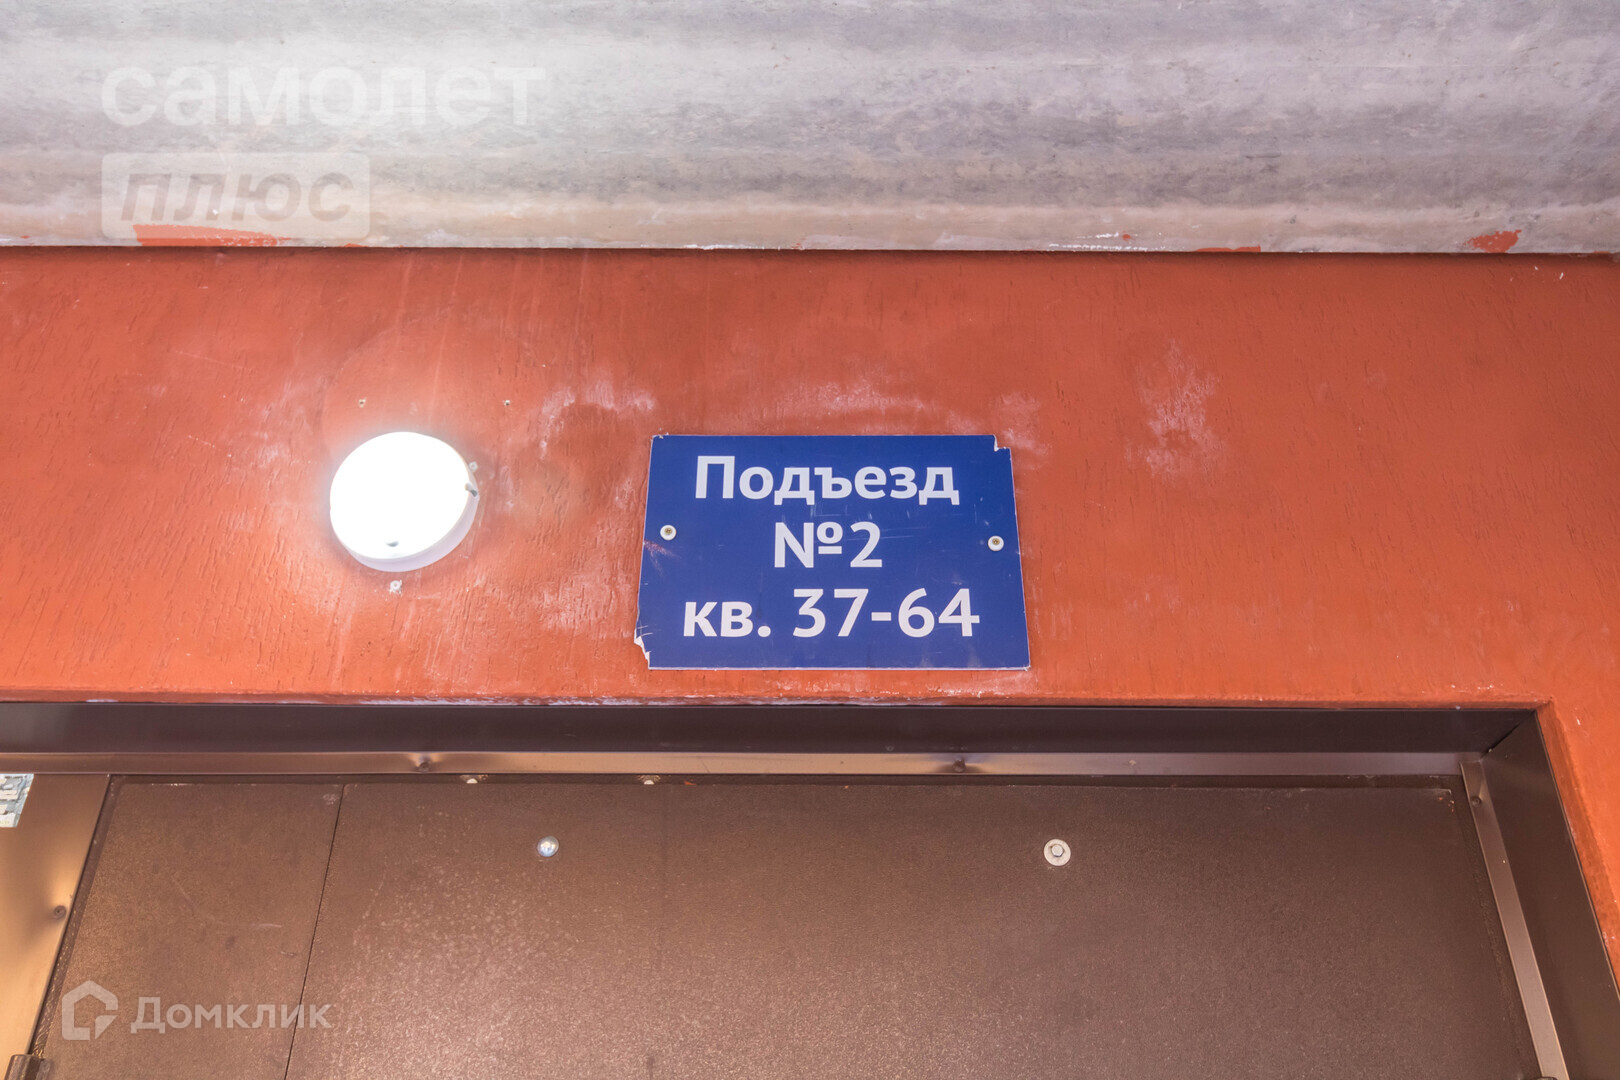 самолет
плюс
Подъезд
№2
кв. 37-64
Домклик